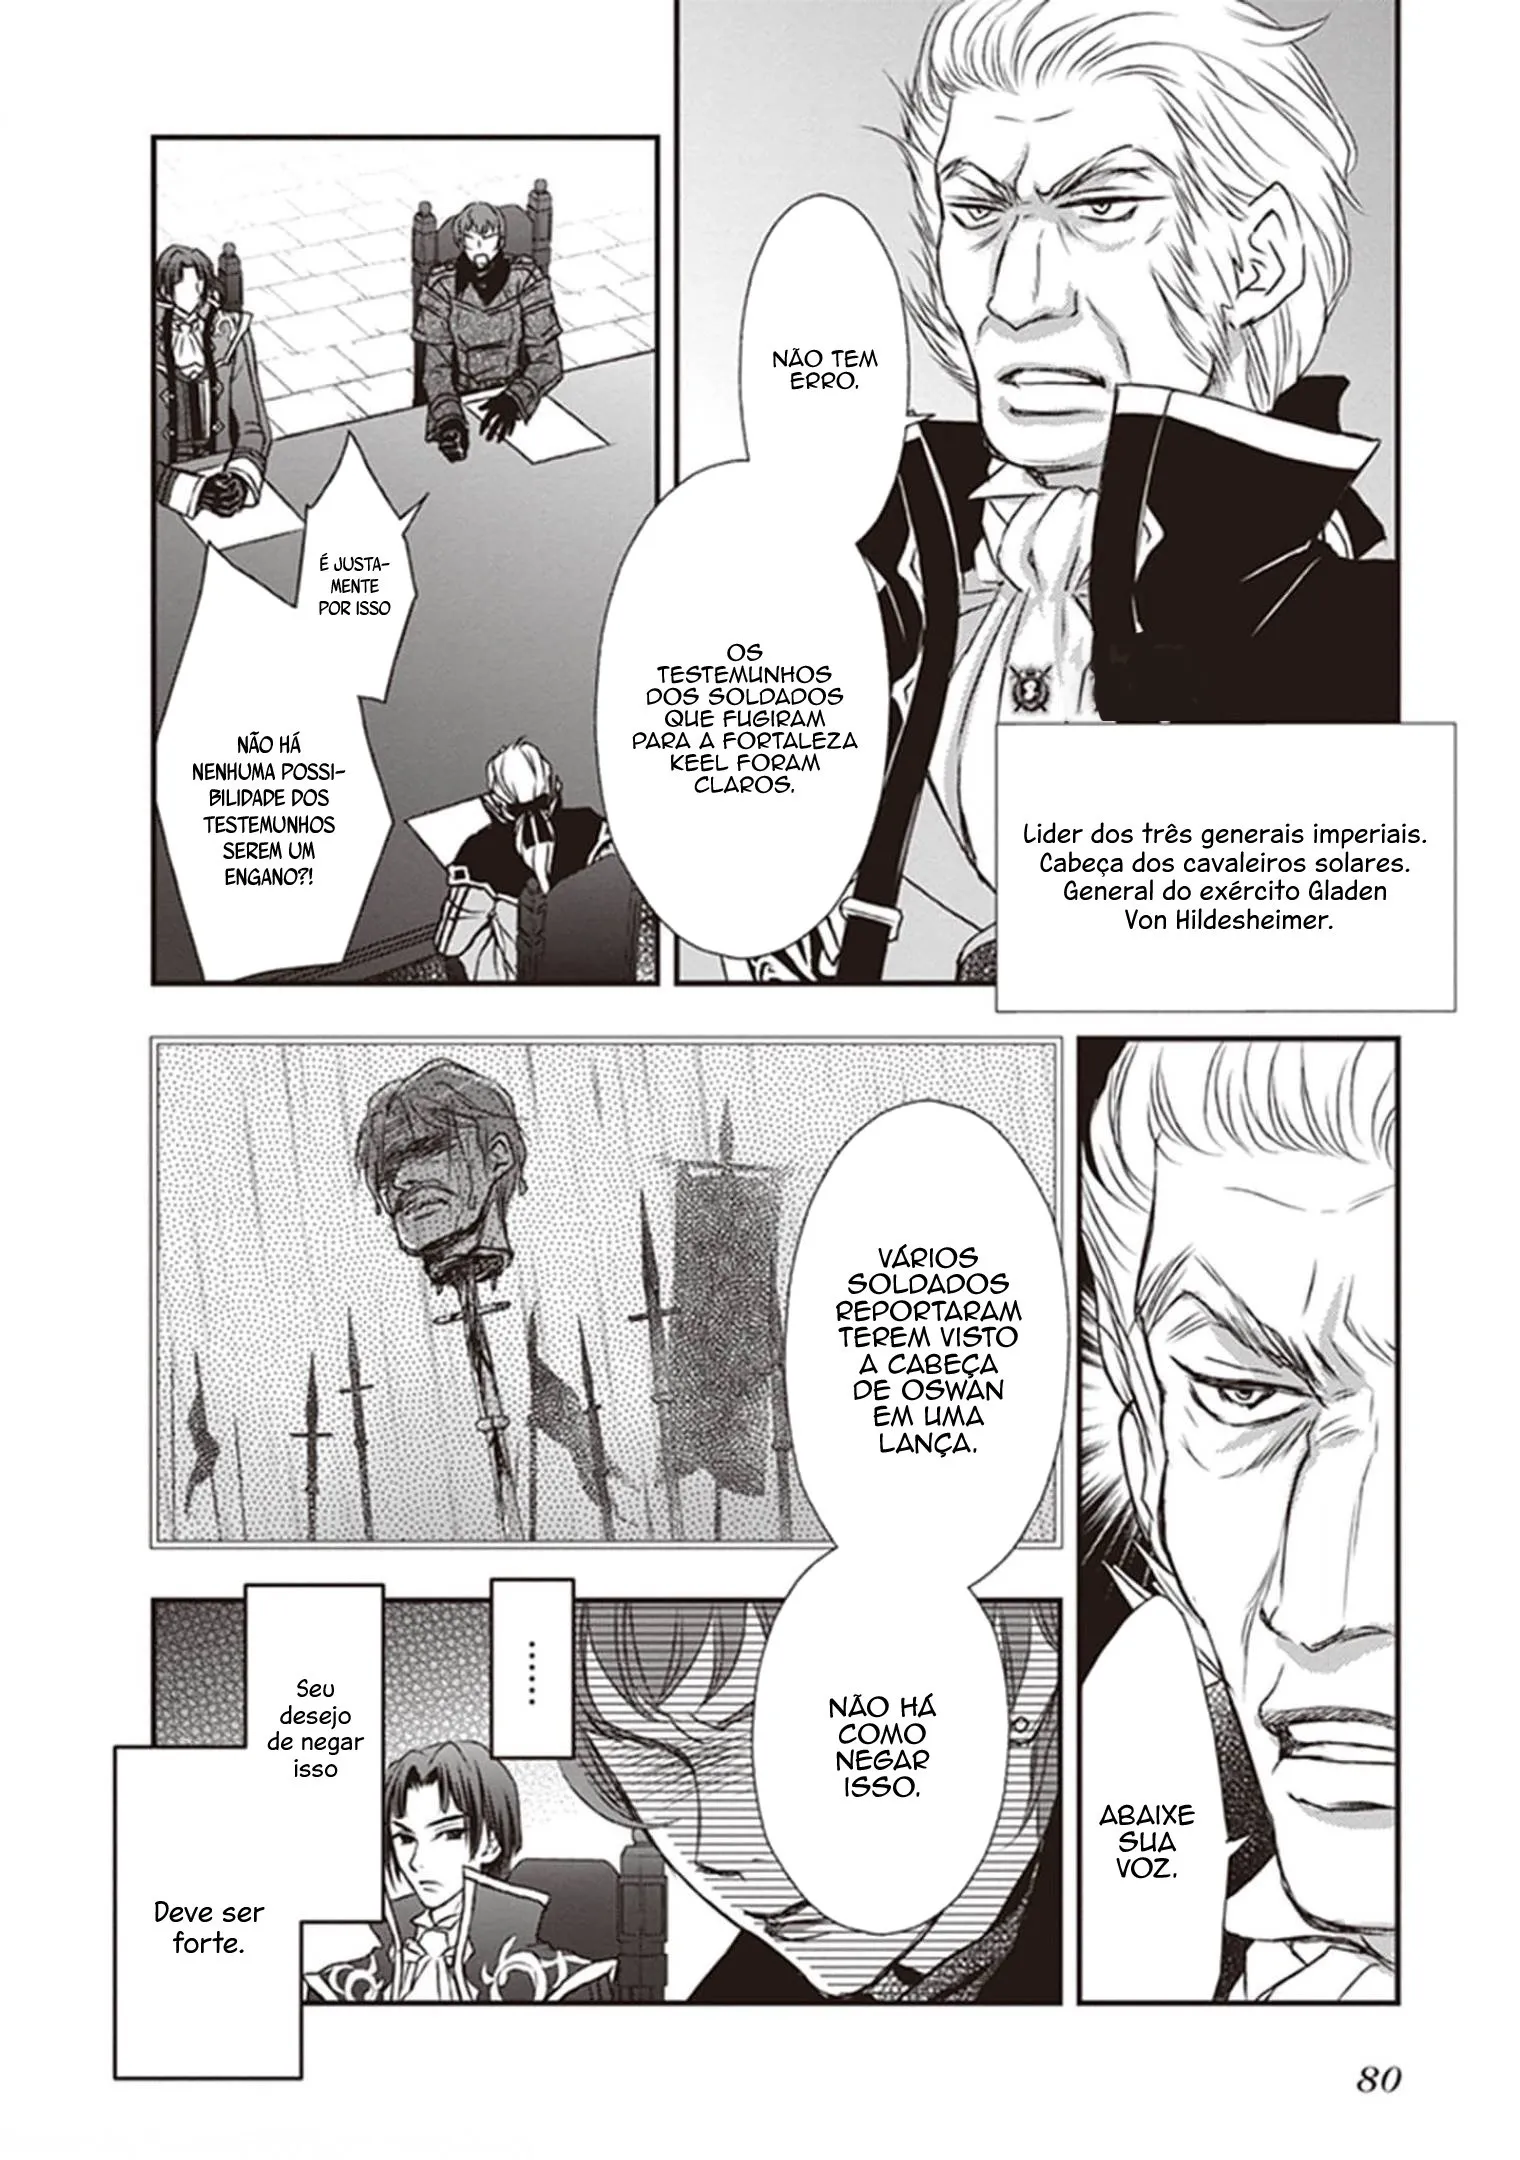 NÃO TEM
ERRO.
OS
TESTEMUNHOS
DOS SOLDADOS
QUE FUGIRAM
PARA A FORTALEZA
KEEL FORAM
CLAROS.
Lider dos três generais imperiais.
Cabeça dos cavaleiros solares.
General do exército Gladen
Von Hildesheimer.
É JUSTA-
MENTE
POR ISSO
NÃO HÁ
NENHUMA POSSI-
BILIDADE DOS
TESTEMUNHOS
SEREM UM
ENGANO?!
ABAIXE
SUA
VOZ.
VÁRIOS
SOLDADOS
REPORTARAM
TEREM VISTO
A CABEÇA
DE OSWAN
EM UMA
LANÇA.
NÃO HÁ
COMO
NEGAR
ISSO.
......
Seu
desejo
de negar
isso
Deve ser
forte.
80